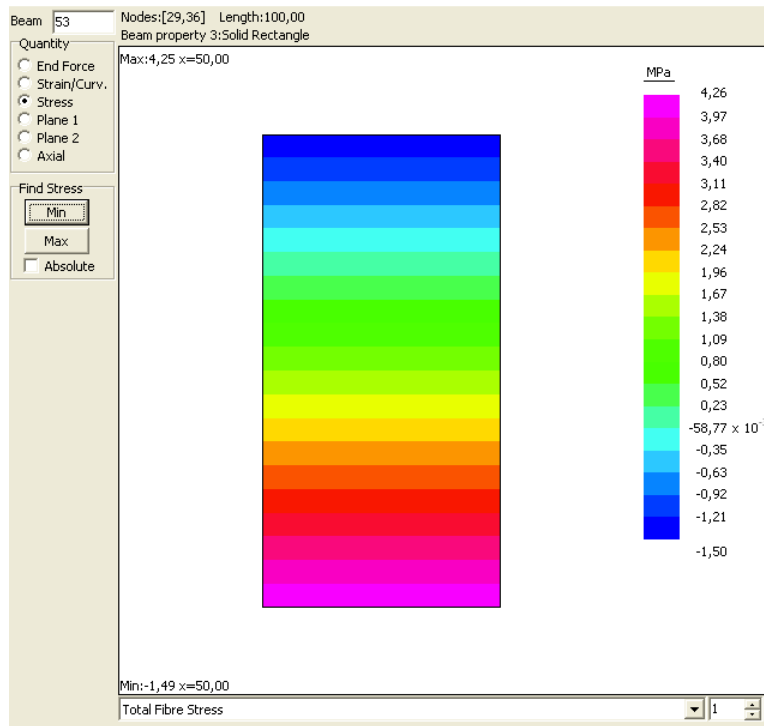 Beam 53
Nodes:[29,36] Length:100,00
Beam property 3:Solid Rectangle
Quantity
End Force
Strain/Curv.
Stress
Plane 1
Plane 2
Axial
Find Stress
Min
Max
Absolute
Max:4,25 x=50,00
MPa
4,26
3,97
3,68
3,40
3,11
2,82
2,53
2,24
1,96
1,67
1,38
1,09
0,80
0,52
0,23
-58,77 x 10
-0,35
-0,63
-0,92
-1,21
-1,50
Min:-1,49 x=50,00
Total Fibre Stress
1